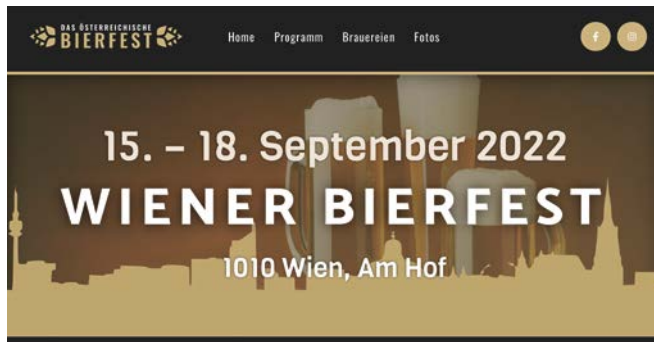 DAS ÖSTERREICHISCHE
BIERFEST
Home Programm Brauereien Fotos
15. – 18. September 2022
WIENER BIERFEST
1010 Wien, Am Hof